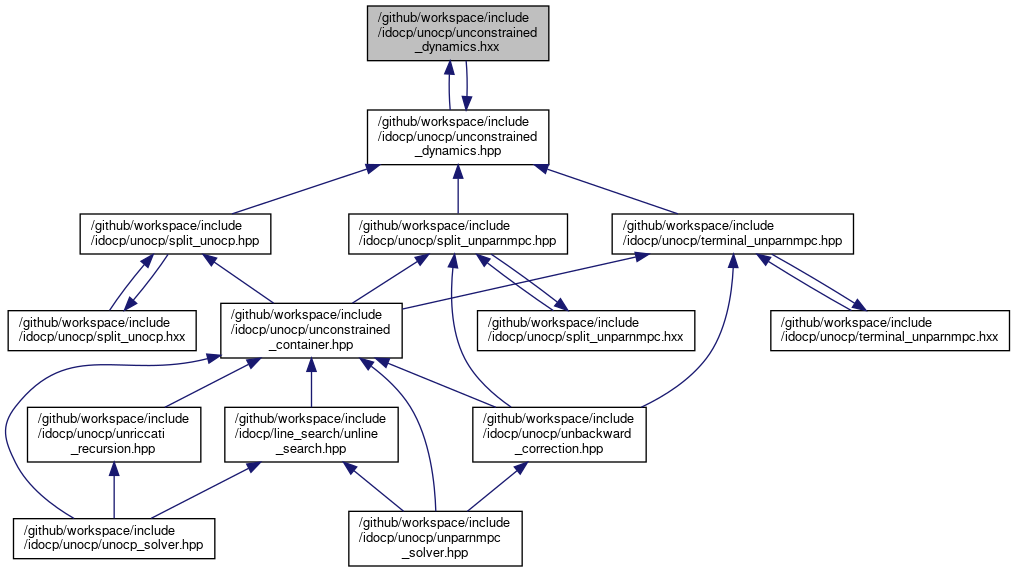 /github/workspace/include
/idocp/unocp/unconstrained
_dynamics.hxx
/github/workspace/include
/idocp/unocp/unconstrained
_dynamics.hpp
/github/workspace/include
/idocp/unocp/split_unocp.hpp
/github/workspace/include
/idocp/unocp/split_unparnmpc.hpp
/github/workspace/include
/idocp/unocp/terminal_unparnmpc.hpp
/github/workspace/include
/idocp/unocp/split_unocp.hxx
/github/workspace/include
/idocp/unocp/unconstrained
_container.hpp
/github/workspace/include
/idocp/unocp/split_unparnmpc.hxx
/github/workspace/include
/idocp/unocp/terminal_unparnmpc.hxx
/github/workspace/include
/idocp/unocp/unriccati
_recursion.hpp
/github/workspace/include
/idocp/line_search/unline
_search.hpp
/github/workspace/include
/idocp/unocp/unbackward
_correction.hpp
/github/workspace/include
/idocp/unocp/unocp_solver.hpp
/github/workspace/include
/idocp/unocp/unparnmpc
_solver.hpp